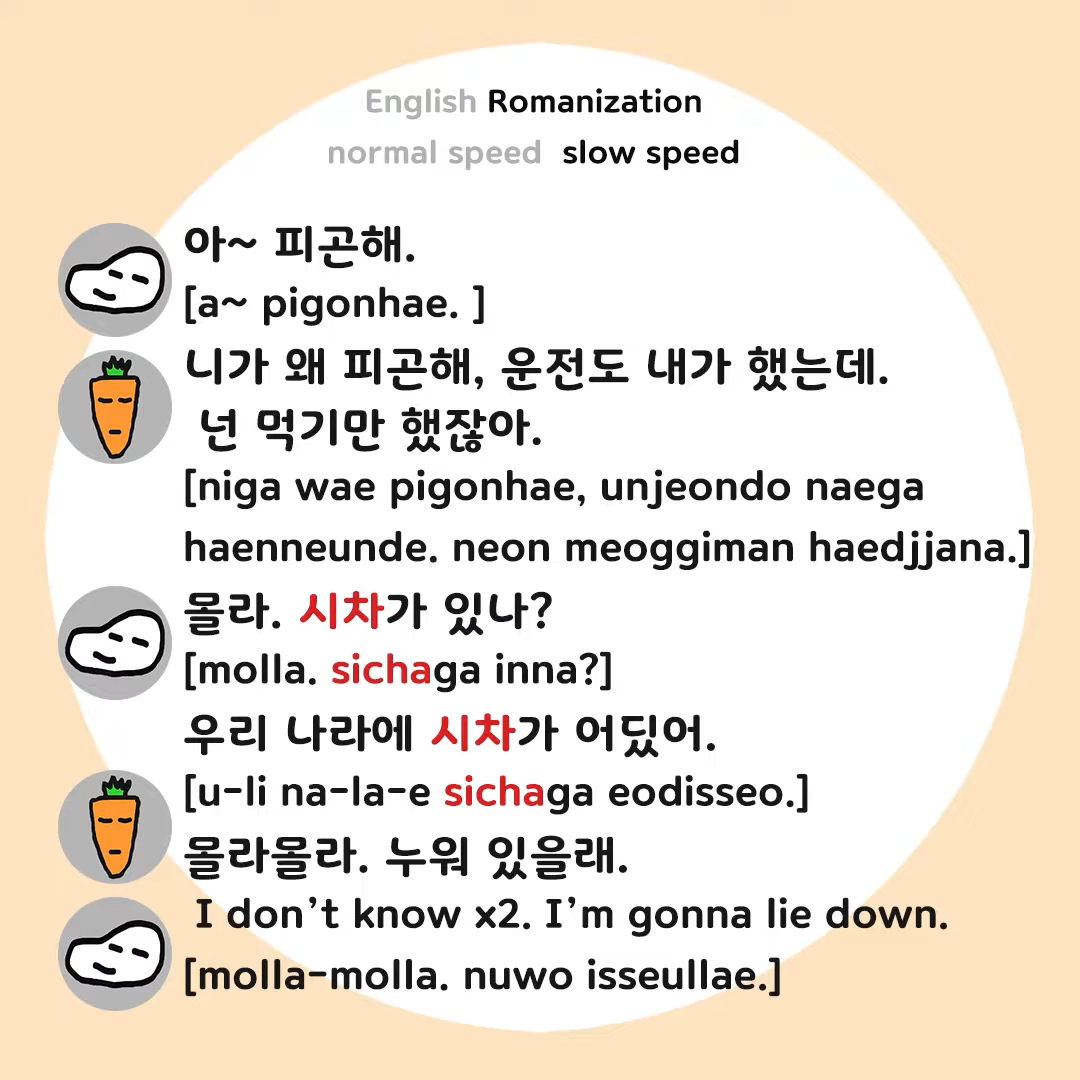 English Romanization
normal speed slow speed
아~ 피곤해.
[a~ pigonhae. ]
니가 왜 피곤해, 운전도 내가 했는데.
넌 먹기만 했잖아.
[niga wae pigonhae, unjeondo naega
haenneunde. neon meoggiman haedjjana.]
몰라. 시차가 있나?
[molla. sichaga inna?]
우리 나라에 시차가 어딨어.
[u-li na-la-e sichaga eodisseo.]
몰라몰라. 누워 있을래.
I don't know x2. I'm gonna lie down.
[molla-molla. nuwo isseullae.]